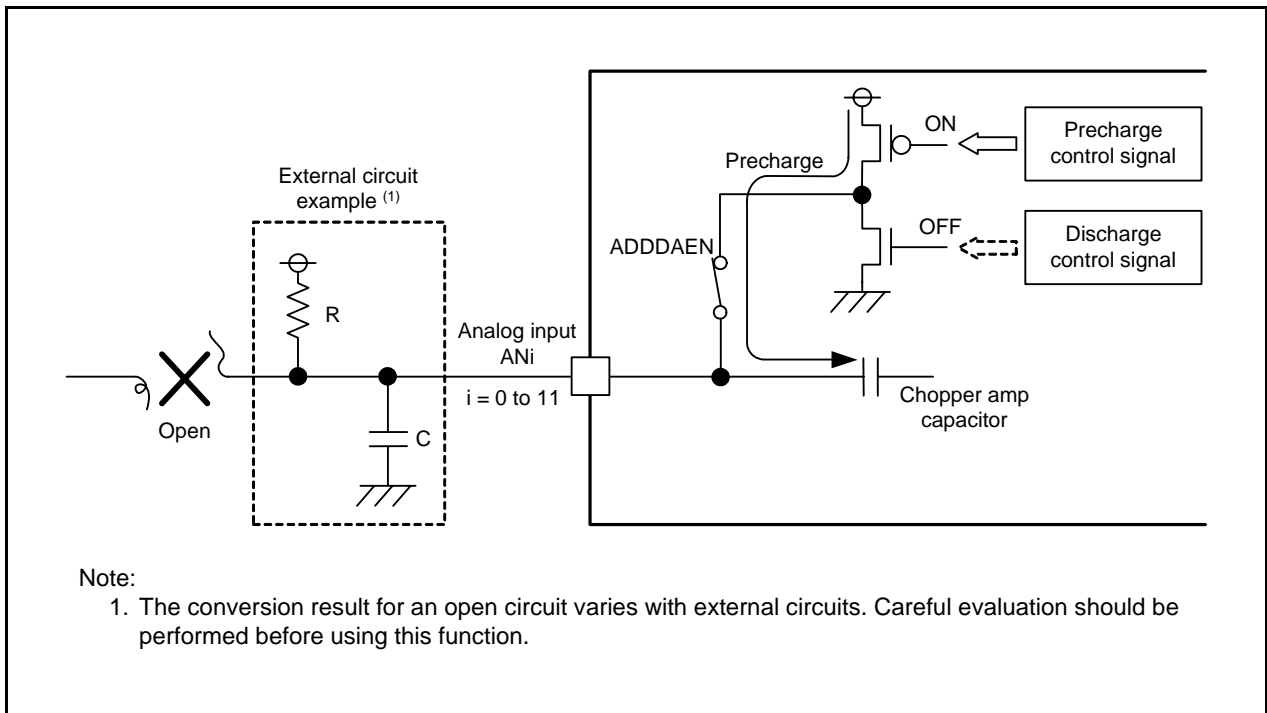 ON
Precharge
control signal
Precharge
External circuit
example (1)
OFF
Discharge
control signal
ADDDAEN
R
Analog input
ANi
i = 0 to 11
Open
C
Chopper amp
capacitor
Note:
1. The conversion result for an open circuit varies with external circuits. Careful evaluation should be
performed before using this function.